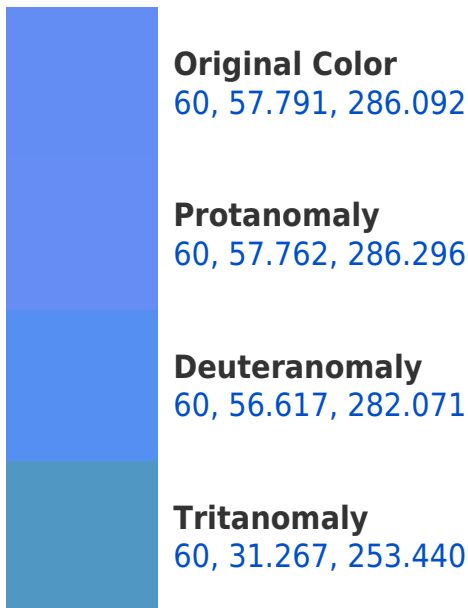 Original Color
60, 57.791, 286.092
Protanomaly
60, 57.762, 286.296
Deuteranomaly
60, 56.617, 282.071
Tritanomaly
60, 31.267, 253.440